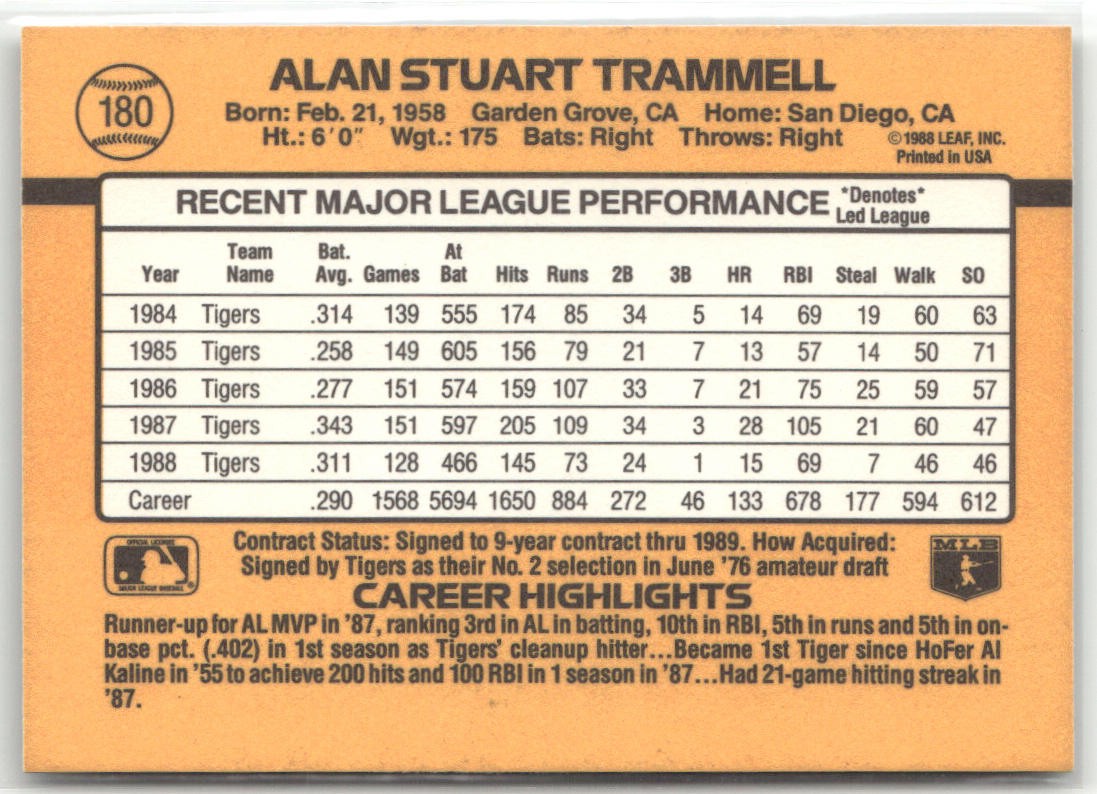 180
ALAN STUART TRAMMELL
Born: Feb. 21, 1958 Garden Grove, CA Home: San Diego, CA
Ht.: 6'0" Wgt.: 175 Bats: Right Throws: Right
©1988 LEAF, INC.
Printed in USA
RECENT MAJOR LEAGUE PERFORMANCE *Denotes*
Led League
Year Team Name Bat. Avg. Games At Bat Hits Runs 2B 3B HR RBI Steal Walk SO
1984 Tigers .314 139 555 174 85 34 5 14 69 19 60 63
1985 Tigers .258 149 605 156 79 21 7 13 57 14 50 71
1986 Tigers .277 151 574 159 107 33 7 21 75 25 59 57
1987 Tigers .343 151 597 205 109 34 3 28 105 21 60 47
1988 Tigers .311 128 466 145 73 24 1 15 69 7 46 46
Career .290 1568 5694 1650 884 272 46 133 678 177 594 612
OFFICIAL LICENSEE
MAJOR LEAGUE BASEBALL
®
Contract Status: Signed to 9-year contract thru 1989. How Acquired:
Signed by Tigers as their No. 2 selection in June '76 amateur draft
MLB
CAREER HIGHLIGHTS
Runner-up for AL MVP in '87, ranking 3rd in AL in batting, 10th in RBI, 5th in runs and 5th in on-
base pct. (.402) in 1st season as Tigers' cleanup hitter...Became 1st Tiger since HoFer Al
Kaline in '55 to achieve 200 hits and 100 RBI in 1 season in '87...Had 21-game hitting streak in
'87.